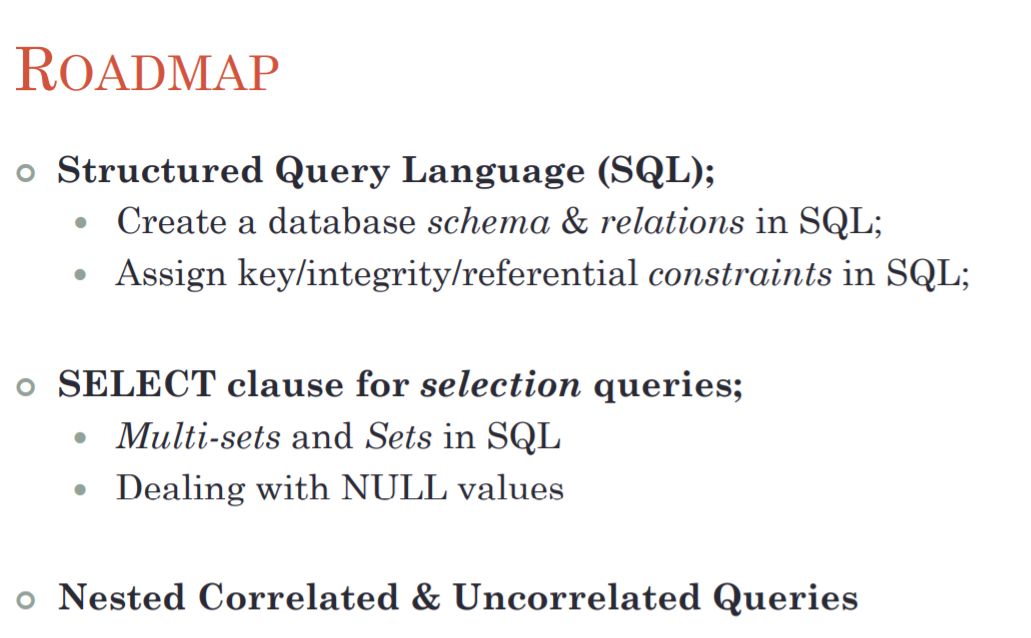 ROADMAP
Structured Query Language (SQL);
Create a database schema & relations in SQL;
Assign key/integrity/referential constraints in SQL;
SELECT clause for selection queries;
Multi-sets and Sets in SQL
Dealing with NULL values
Nested Correlated & Uncorrelated Queries